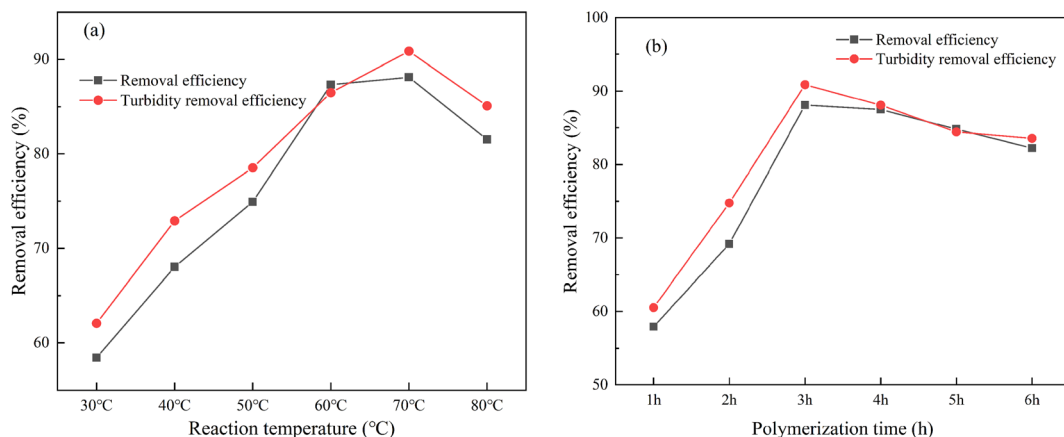 (a)
Removal efficiency
Turbidity removal efficiency
90
80
70
60
Removal efficiency (%)
30℃ 40℃ 50℃ 60℃ 70℃ 80℃
Reaction temperature (℃)
(b)
Removal efficiency
Turbidity removal efficiency
100
90
80
70
60
50
Removal efficiency (%)
1h 2h 3h 4h 5h 6h
Polymerization time (h)